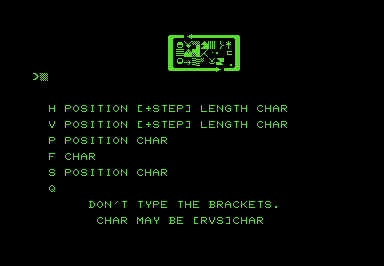 >
H POSITION [+STEP] LENGTH CHAR
V POSITION [+STEP] LENGTH CHAR
P POSITION CHAR
F CHAR
S POSITION CHAR
Q
DON'T TYPE THE BRACKETS.
CHAR MAY BE [RVS]CHAR